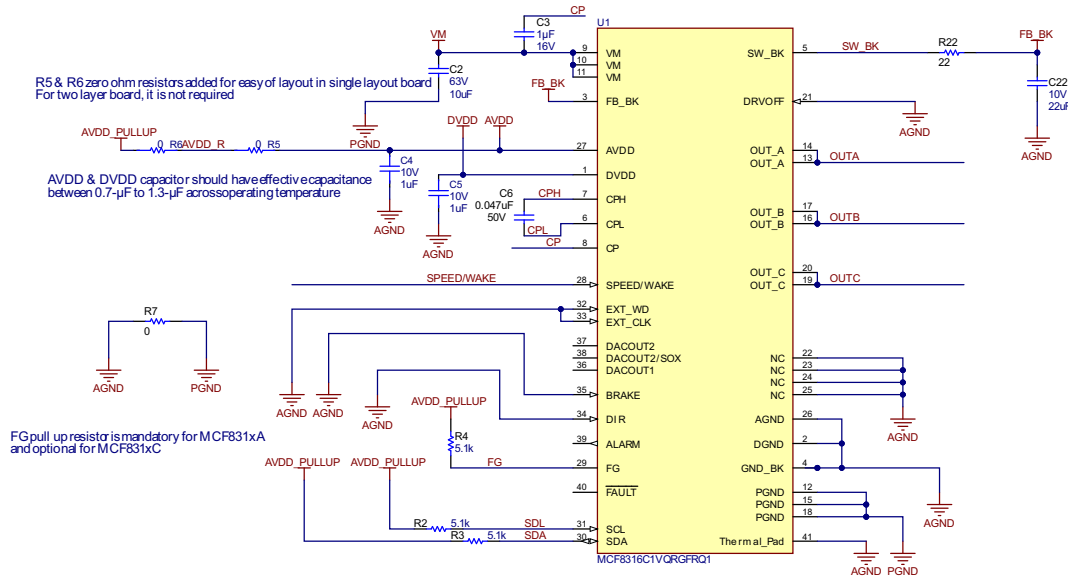 CP
U1
C3
1µF
16V
VM
9
VM
10
VM
11
VM
C2
63V
10uF
PGND
R5 & R6 zero ohm resistors added for easy of layout in single layout board
For two layer board, it is not required
FB_BK
3
FB_BK
SW_BK
5
SW_BK
R22
22
FB_BK
C22
10V
22uF
AGND
DRVOFF
21
AGND
AVDD_PULLUP
0
R6
AVDD_R
0
R5
DVDD
AVDD
27
AVDD
C4
10V
1uF
AGND
1
DVDD
C5
10V
1uF
AGND
AVDD & DVDD capacitor should have effective capacitance
between 0.7-µF to 1.3-µF acrossoperating temperature
C6
0.047uF
50V
CPH
7
CPH
CPL
6
CPL
CP
8
CP
OUT_A
14
OUT_A
13
OUTA
OUT_B
17
OUT_B
16
OUTB
OUT_C
20
OUT_C
19
OUTC
SPEED/WAKE
28
SPEED/WAKE
32
EXT_WD
33
EXT_CLK
AGND
R7
0
AGND
PGND
37
DACOUT2
38
DACOUT2/SOX
36
DACOUT1
35
BRAKE
AGND
34
DIR
AGND
NC
22
NC
23
NC
24
NC
25
AGND
AGND
26
DGND
2
GND_BK
4
AGND
39
ALARM
FG pull up resistor is mandatory for MCF831xA
and optional for MCF831xC
AVDD_PULLUP
R4
5.1k
FG
29
FG
40
FAULT
PGND
12
PGND
15
PGND
18
PGND
AVDD_PULLUP
AVDD_PULLUP
R2
5.1k
SDL
31
SCL
R3
5.1k
SDA
30
SDA
Thermal_Pad
41
AGND
MCF8316C1VQRGFRQ1